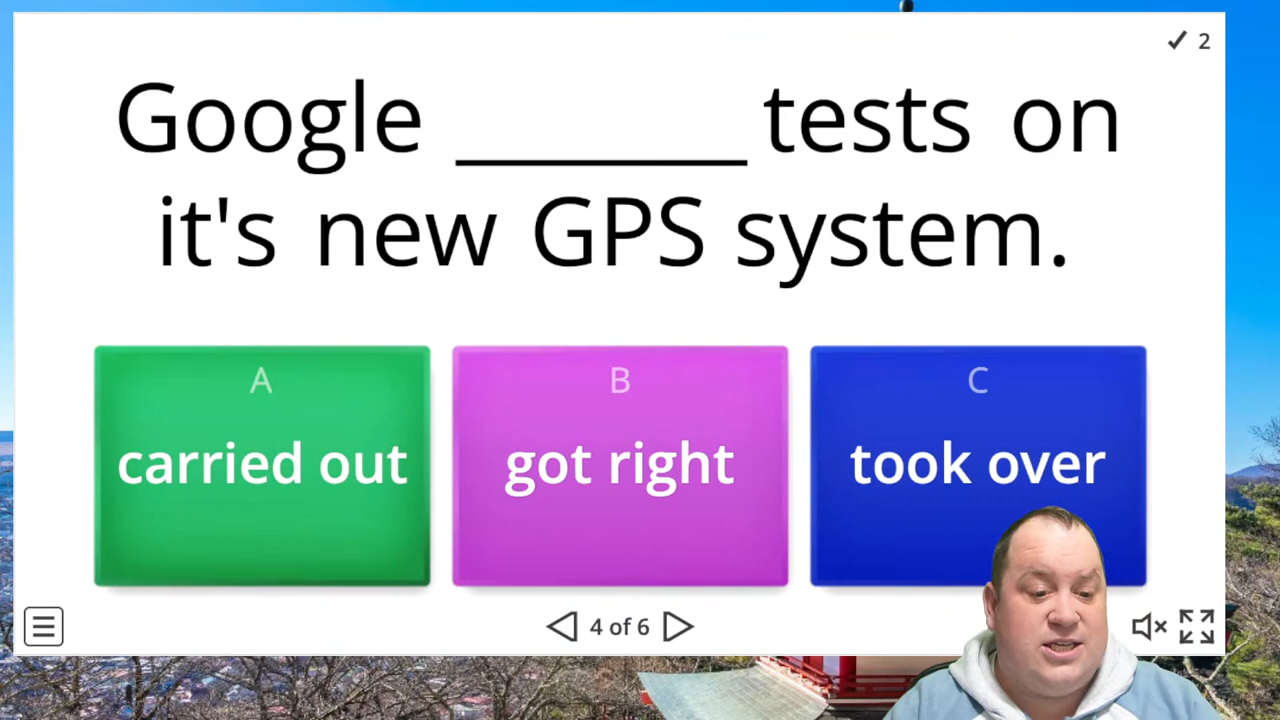 ✓ 2
Google ________ tests on
it's new GPS system.
A
carried out
B
got right
C
took over
4 of 6